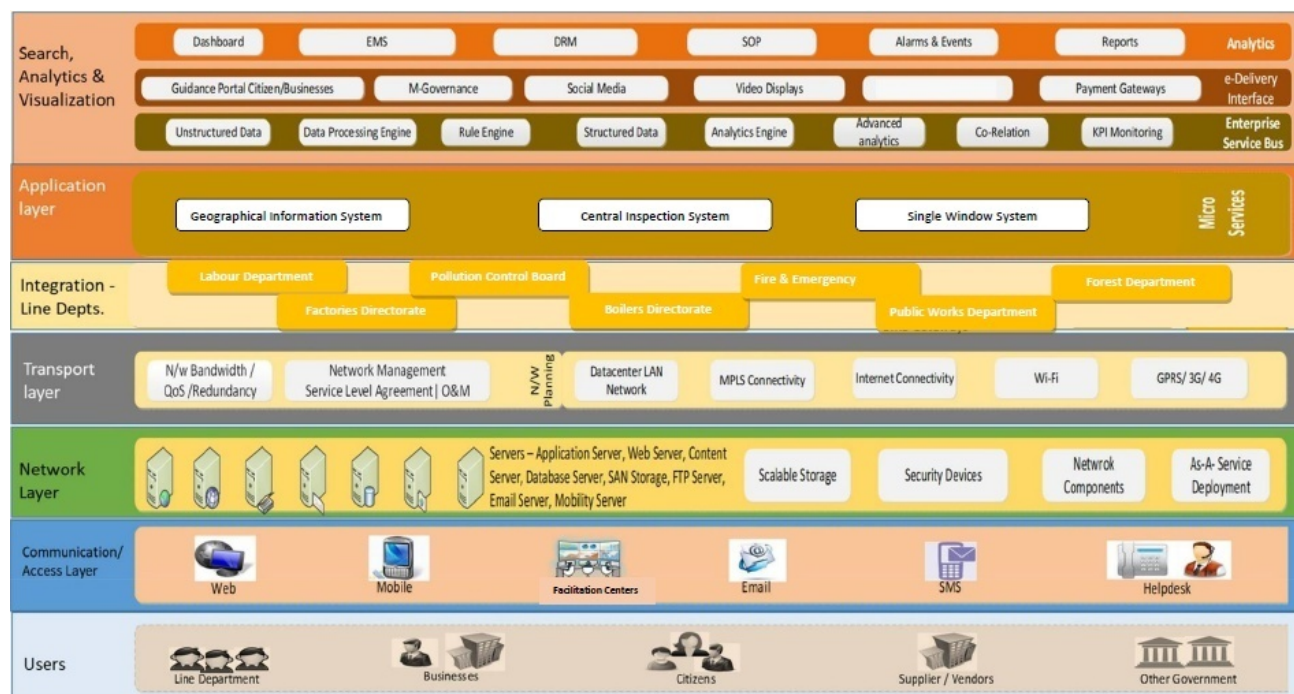 Search,
Analytics &
Visualization
Dashboard
EMS
DRM
SOP
Alarms & Events
Reports
Analytics
Guidance Portal Citizen/Businesses
M-Governance
Social Media
Video Displays
Payment Gateways
e-Delivery
Interface
Unstructured Data
Data Processing Engine
Rule Engine
Structured Data
Analytics Engine
Advanced
analytics
Co-Relation
KPI Monitoring
Enterprise
Service Bus
Application
layer
Geographical Information System
Central Inspection System
Single Window System
Micro
Services
Integration -
Line Depts.
Labour Department
Pollution Control Board
Fire & Emergency
Forest Department
Factories Directorate
Boilers Directorate
Public Works Department
Transport
layer
N/w Bandwidth /
QoS /Redundancy
Network Management
Service Level Agreement| O&M
N/W
Planning
Datacenter LAN
Network
MPLS Connectivity
Internet Connectivity
Wi-Fi
GPRS/ 3G/ 4G
Network
Layer
Servers – Application Server, Web Server, Content
Server, Database Server, SAN Storage, FTP Server,
Email Server, Mobility Server
Scalable Storage
Security Devices
Netwrok
Components
As-A- Service
Deployment
Communication/
Access Layer
Web
Mobile
Facilitation Centers
Email
SMS
Helpdesk
Users
Line Department
Businesses
Citizens
Supplier / Vendors
Other Government